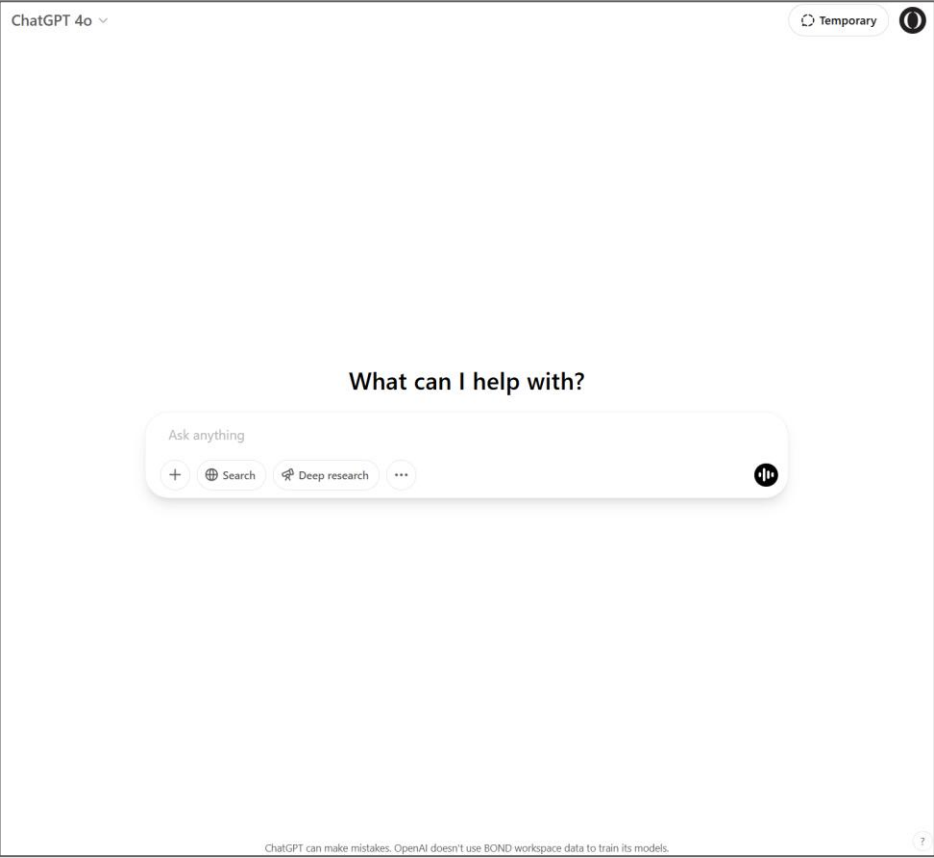 ChatGPT 4o
Temporary
What can I help with?
Ask anything
Search
Deep research
ChatGPT can make mistakes. OpenAI doesn't use BOND workspace data to train its models.
?